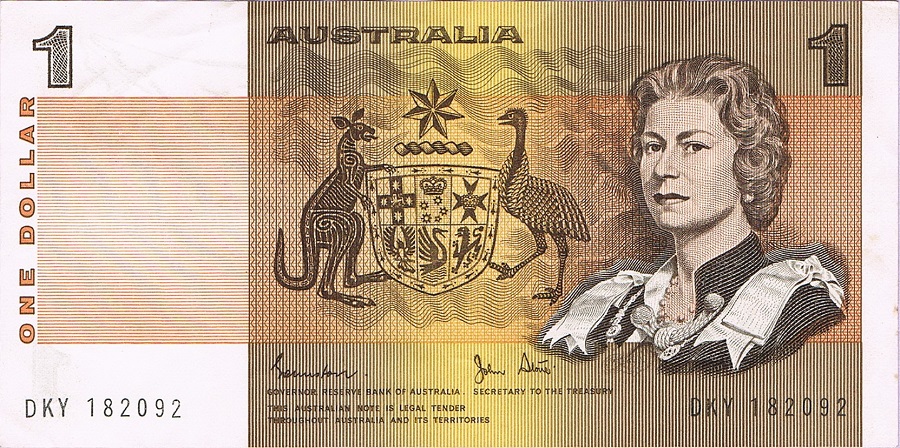 1
AUSTRALIA
1
ONE DOLLAR
John Stone
GOVERNOR, RESERVE BANK OF AUSTRALIA. SECRETARY TO THE TREASURY
THIS AUSTRALIAN NOTE IS LEGAL TENDER
THROUGHOUT AUSTRALIA AND ITS TERRITORIES
DKY 182092
DKY 182092